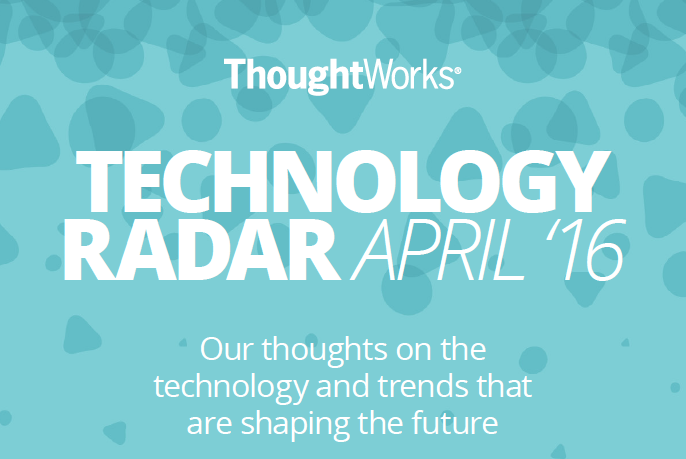 ThoughtWorks®
TECHNOLOGY
RADAR APRIL ‘16
Our thoughts on the
technology and trends that
are shaping the future